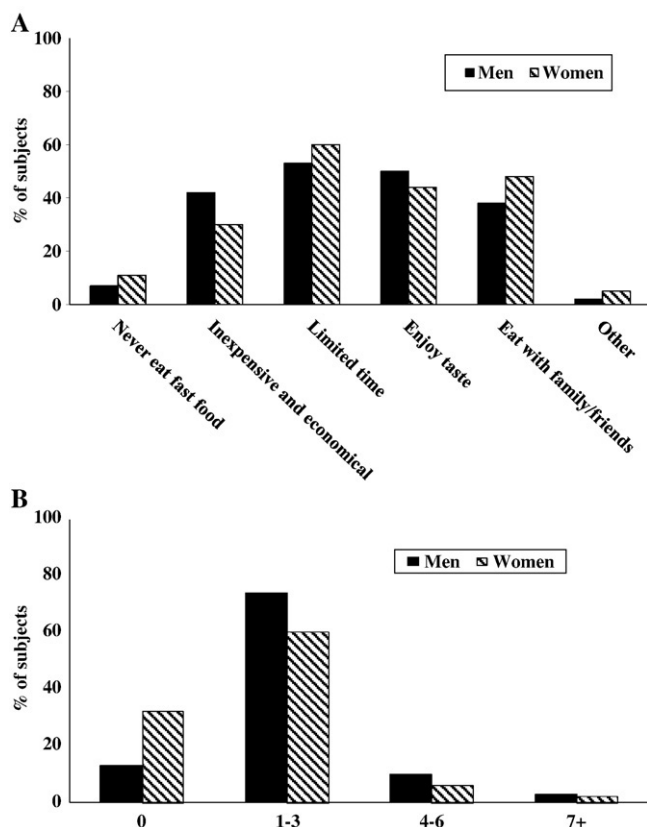 A
100
80
60
40
20
0
% of subjects
Men Women
Never eat fast food
Inexpensive and economical
Limited time
Enjoy taste
Eat with family/friends
Other
B
100
80
60
40
20
0
% of subjects
Men Women
0 1-3 4-6 7+